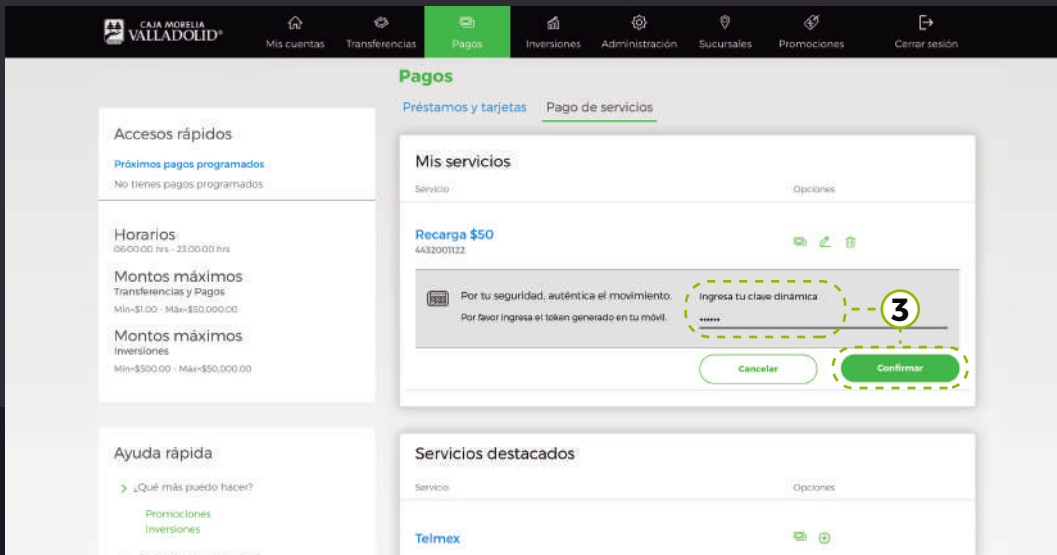 CAJA MORELIA
VALLADOLID®
Mis cuentas
Transferencias
Pagos
Inversiones
Administración
Sucursales
Promociones
Cerrar sesión
Pagos
Préstamos y tarjetas
Pago de servicios
Accesos rápidos
Próximos pagos programados
No tienes pagos programados
Horarios
06:00:00 hrs - 23:00:00 hrs
Montos máximos
Transferencias y Pagos
Min=$1.00 - Máx=$50,000.00
Montos máximos
Inversiones
Min=$500.00 - Máx=$50,000.00
Ayuda rápida
> ¿Qué más puedo hacer?
Promociones
Inversiones
Mis servicios
Servicio
Opciones
Recarga $50
4432001122
Por tu seguridad, auténtica el movimiento.
Por favor ingresa el token generado en tu móvil.
Ingresa tu clave dinámica
••••••
3
Cancelar
Confirmar
Servicios destacados
Servicio
Opciones
Telmex